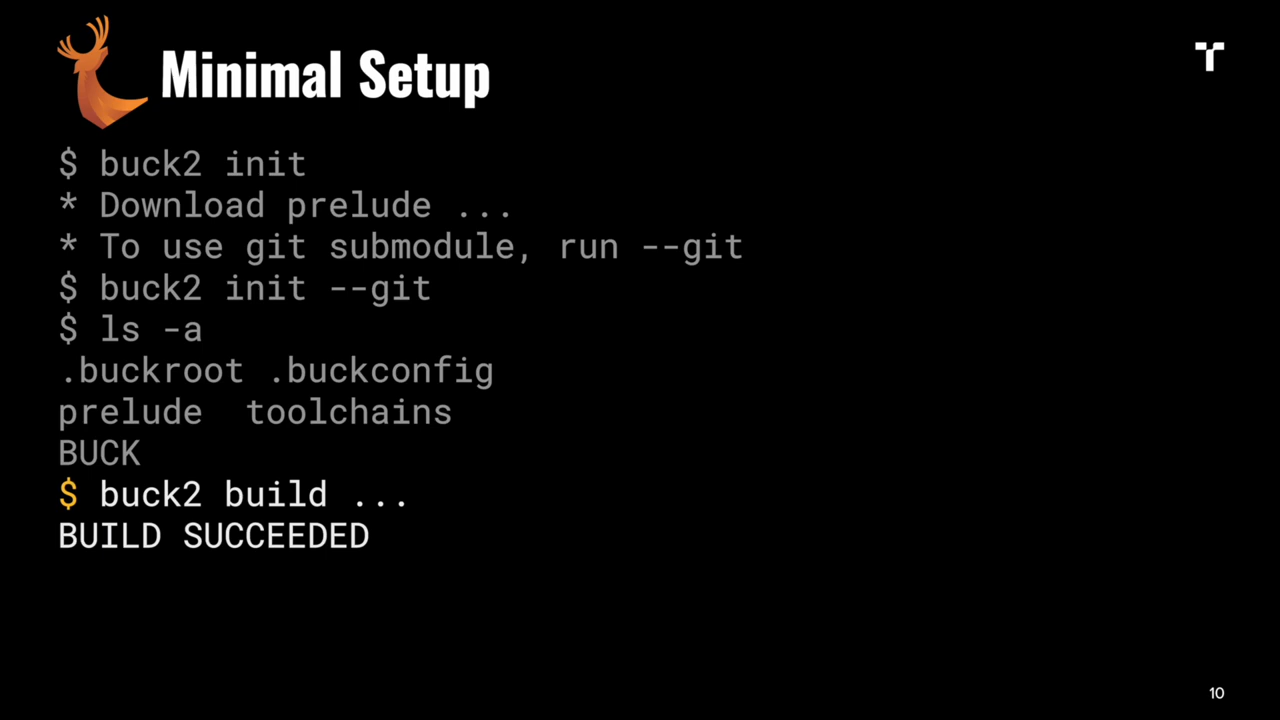 Minimal Setup
$ buck2 init
* Download prelude ...
* To use git submodule, run --git
$ buck2 init --git
$ ls -a
.buckroot .buckconfig
prelude  toolchains
BUCK
$ buck2 build ...
BUILD SUCCEEDED
10